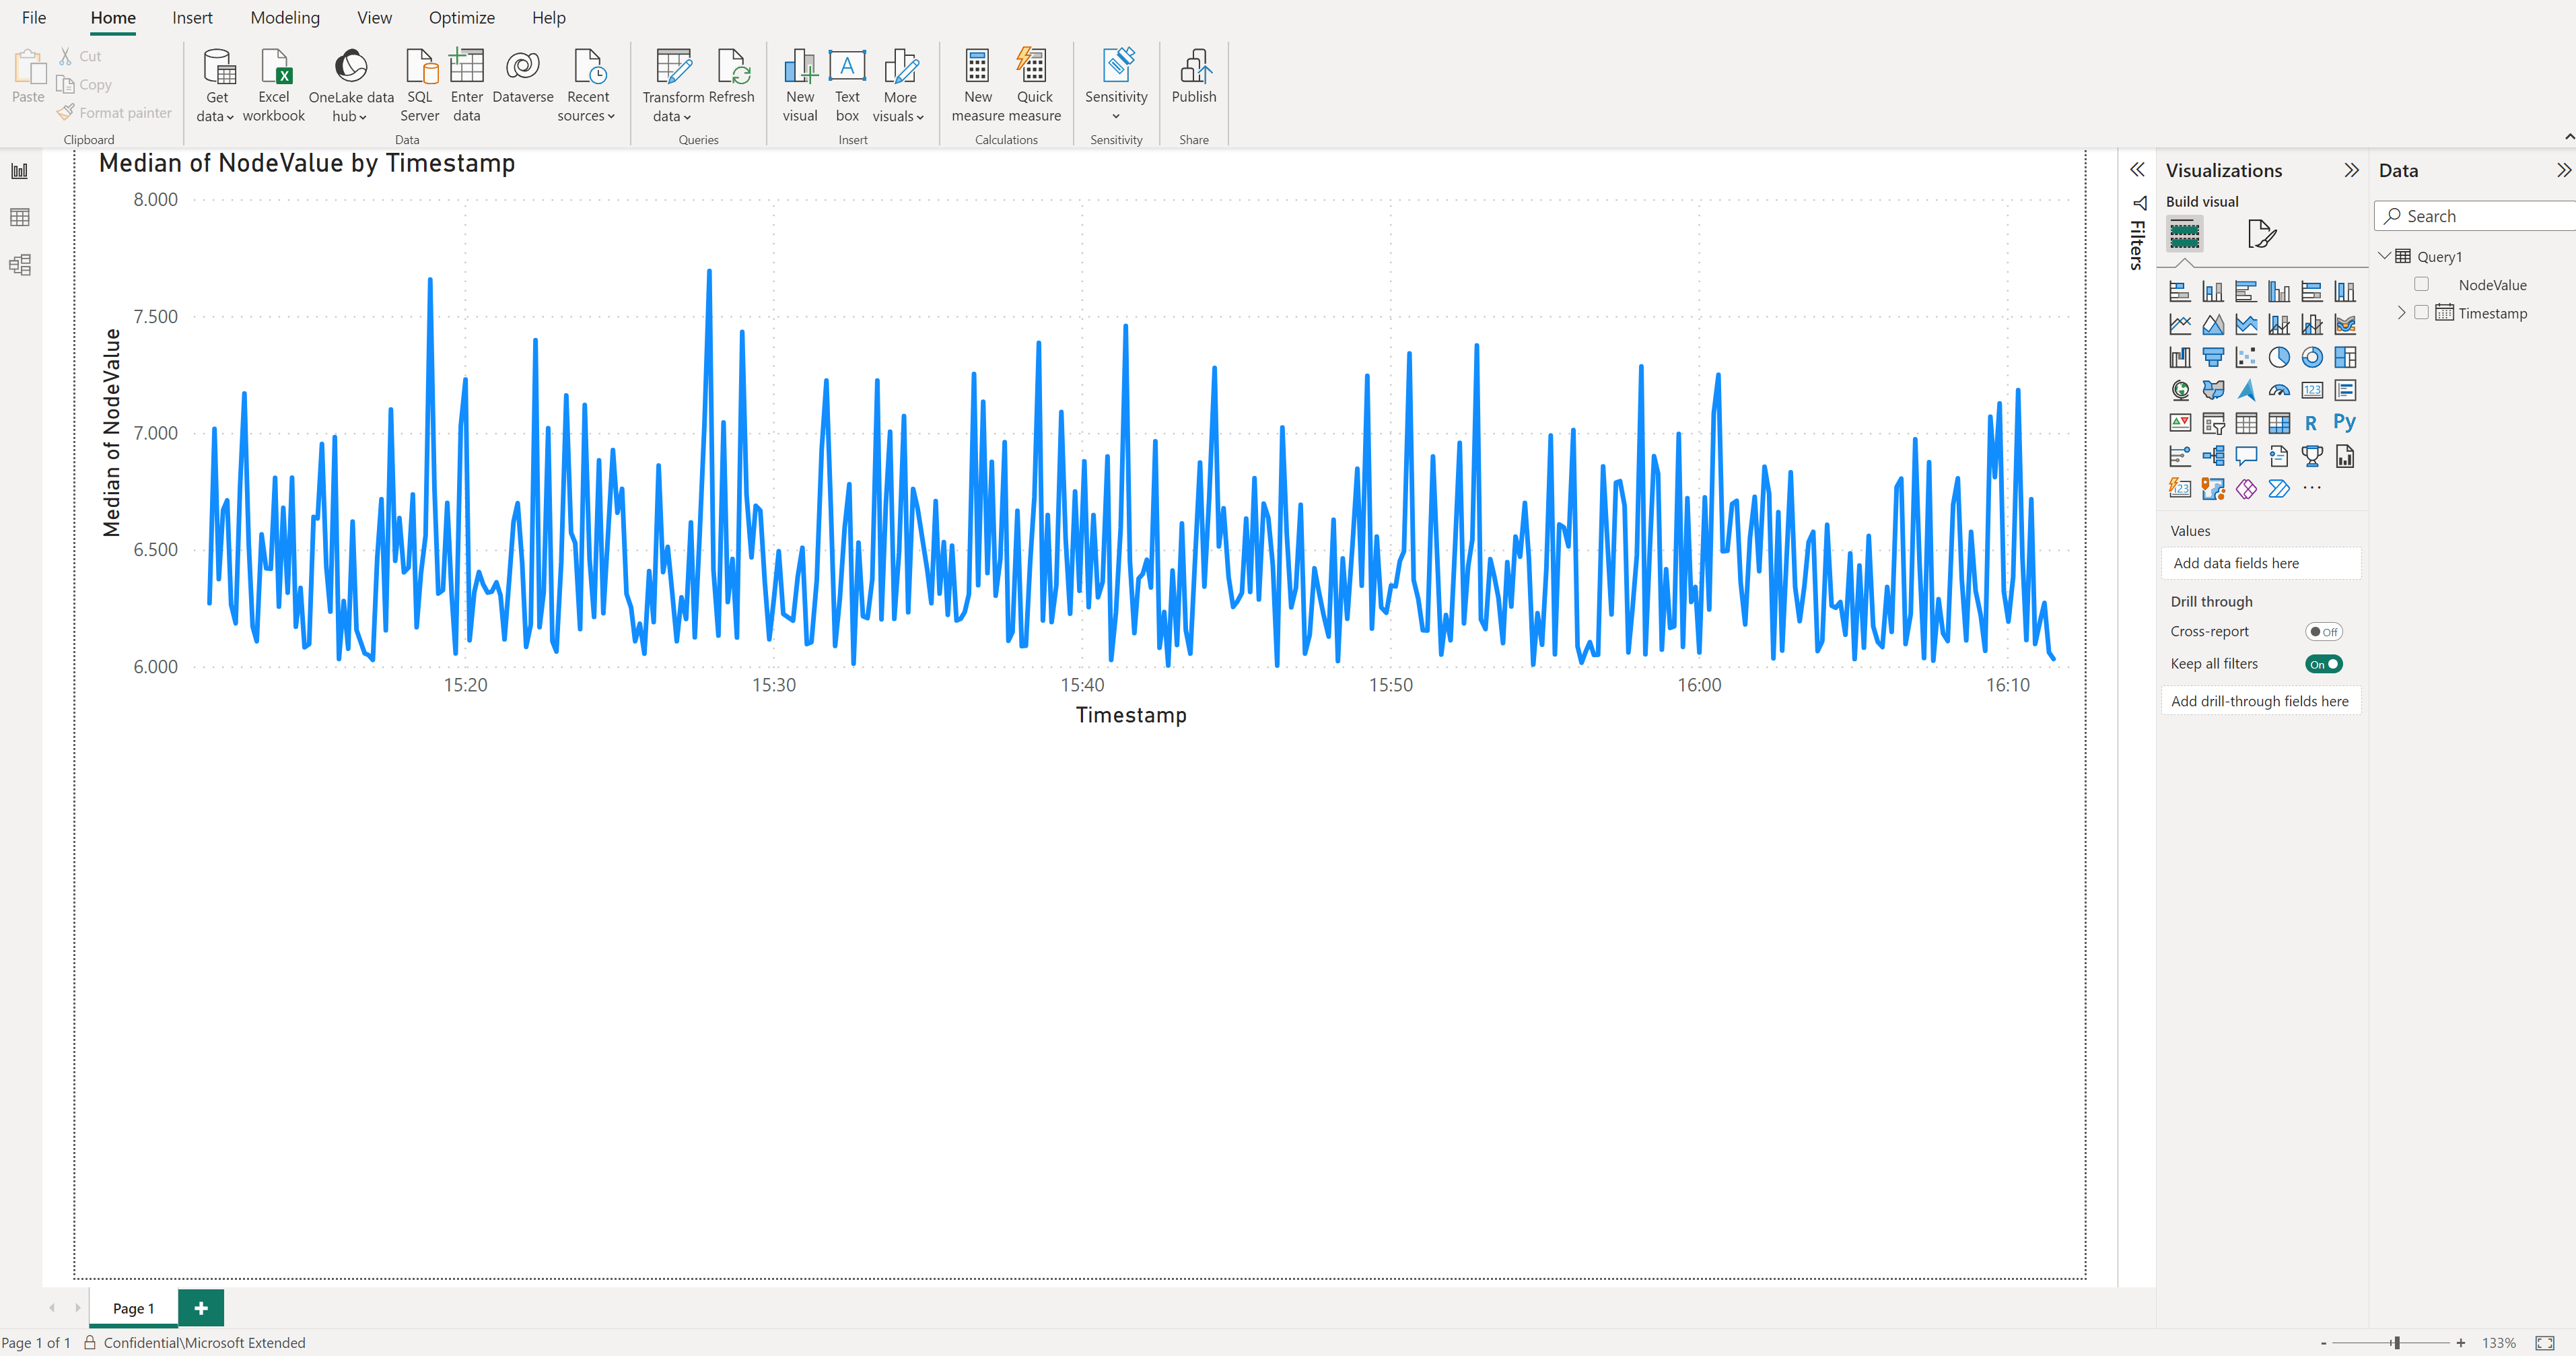 File Home Insert Modeling View Optimize Help
Paste
Cut
Copy
Format painter
Clipboard
Get data
Excel workbook
OneLake data hub
SQL Server
Enter data
Dataverse
Recent sources
Data
Transform data
Refresh
Queries
New visual
A
Text box
More visuals
Insert
New measure
Quick measure
Calculations
Sensitivity
Sensitivity
Publish
Share
Median of NodeValue by Timestamp
Median of NodeValue
8.000
7.500
7.000
6.500
6.000
15:20 15:30 15:40 15:50 16:00 16:10
Timestamp
Filters
Visualizations
Build visual
123
R Py
123
Values
Add data fields here
Drill through
Cross-report Off
Keep all filters On
Add drill-through fields here
Data
Search
Query1
NodeValue
Timestamp
Page 1
Page 1 of 1 Confidential\Microsoft Extended
- + 133%